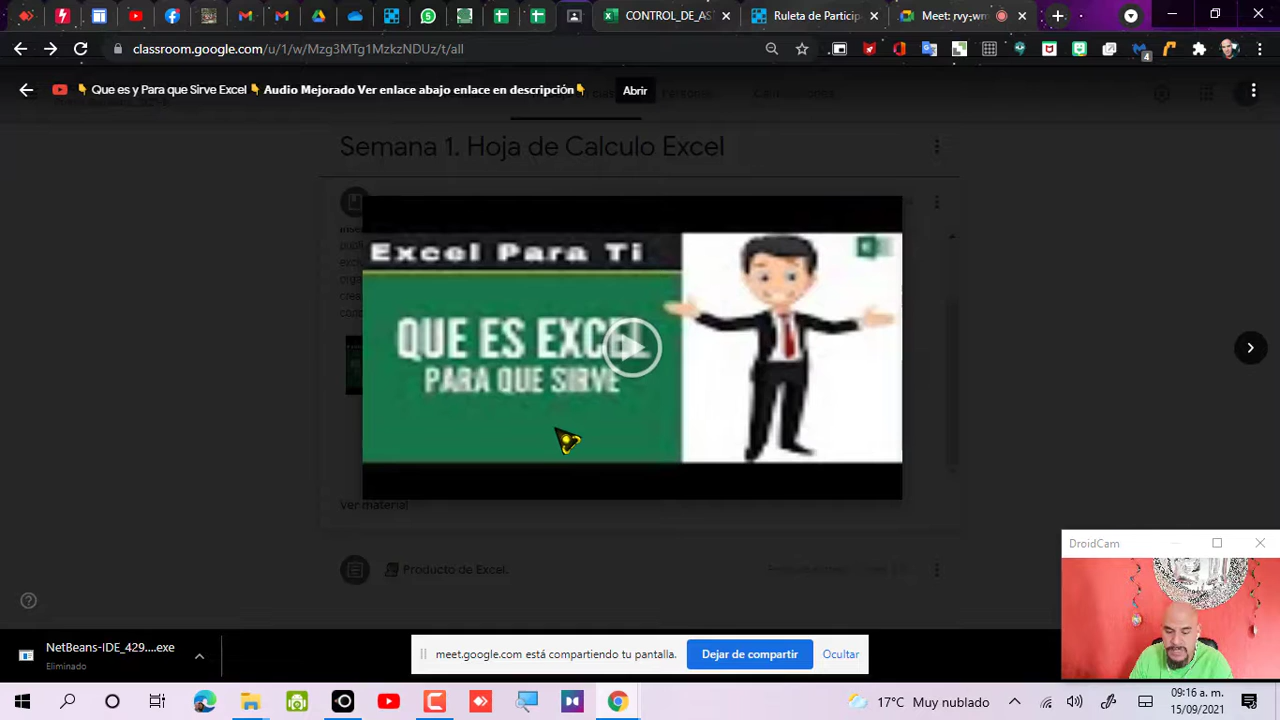 CONTROL_DE_AS
Ruleta de Particip
Meet: rvy-wm
classroom.google.com/u/1/w/Mzg3MTg1MzkzNDUz/t/all
4
Que es y Para que Sirve Excel Audio Mejorado Ver enlace abajo enlace en descripción
Abrir
Semana 1. Hoja de Calculo Excel
Excel Para Ti
QUE ES EXCEL
PARA QUE SIRVE
Ver material
Producto de Excel.
DroidCam
NetBeans-IDE_429....exe
Eliminado
meet.google.com está compartiendo tu pantalla.
Dejar de compartir
Ocultar
17°C Muy nublado
09:16 a. m.
15/09/2021